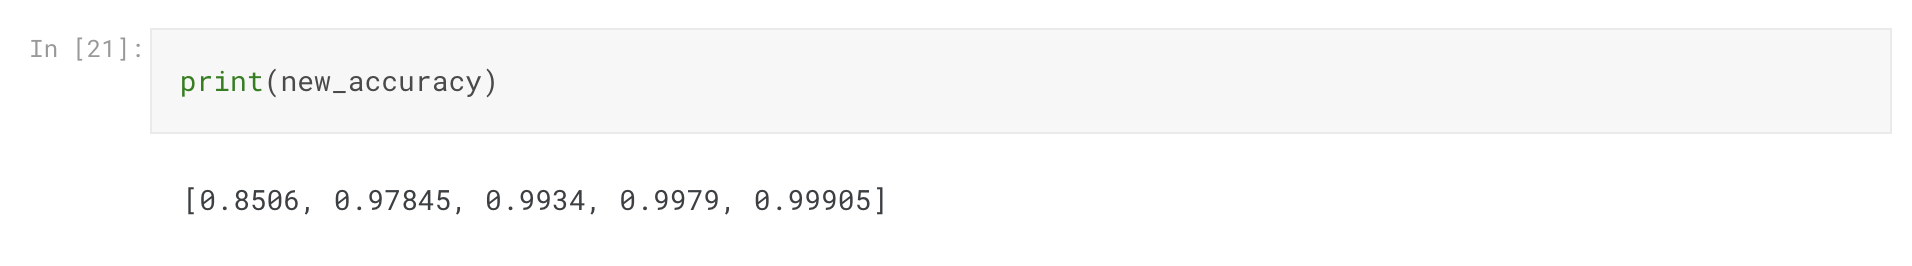 In [21]:
print(new_accuracy)
[0.8506, 0.97845, 0.9934, 0.9979, 0.99905]